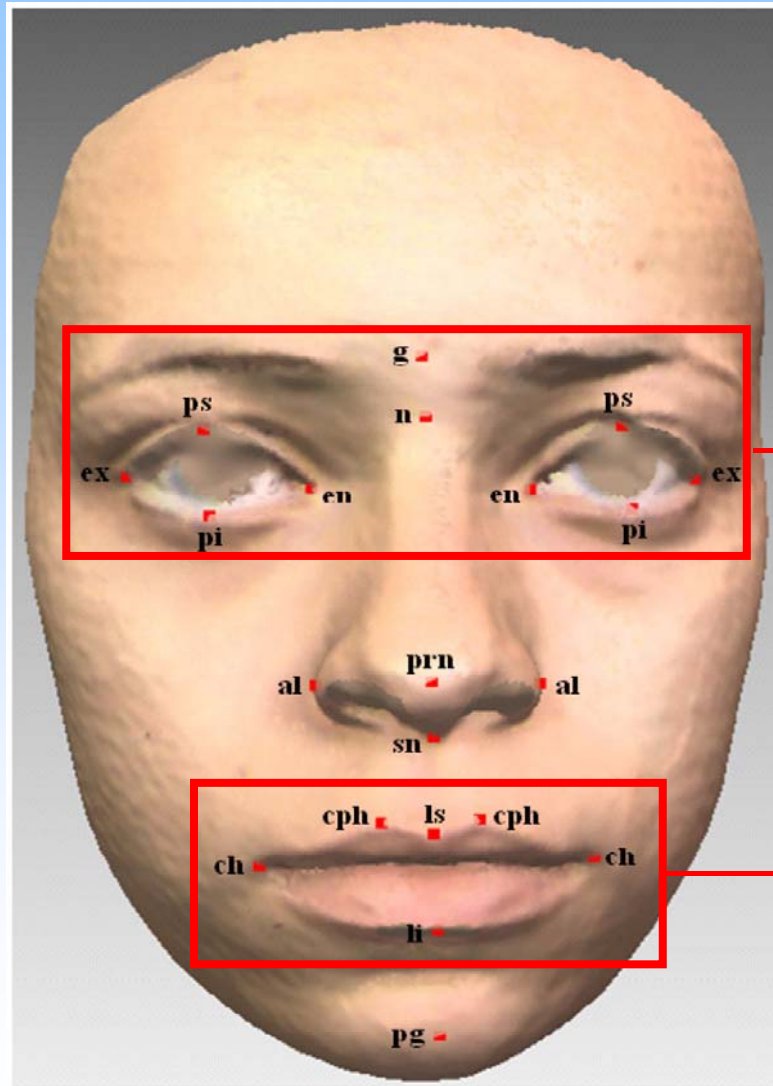 g
ps ps
n
ex en en ex
pi pi
prn
al al
sn
cph ls cph
ch ch
li
pg